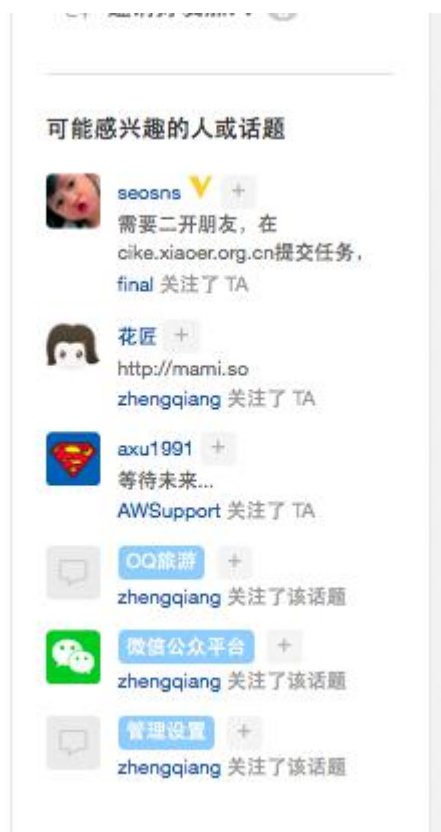 可能感兴趣的人或话题
seosns V +
需要二开朋友，在
cike.xiaoer.org.cn提交任务，
final 关注了 TA
花匠 +
http://mami.so
zhengqiang 关注了 TA
axu1991 +
等待未来...
AWSupport 关注了 TA
OQ旅游 +
zhengqiang 关注了该话题
微信公众平台 +
zhengqiang 关注了该话题
管理设置 +
zhengqiang 关注了该话题